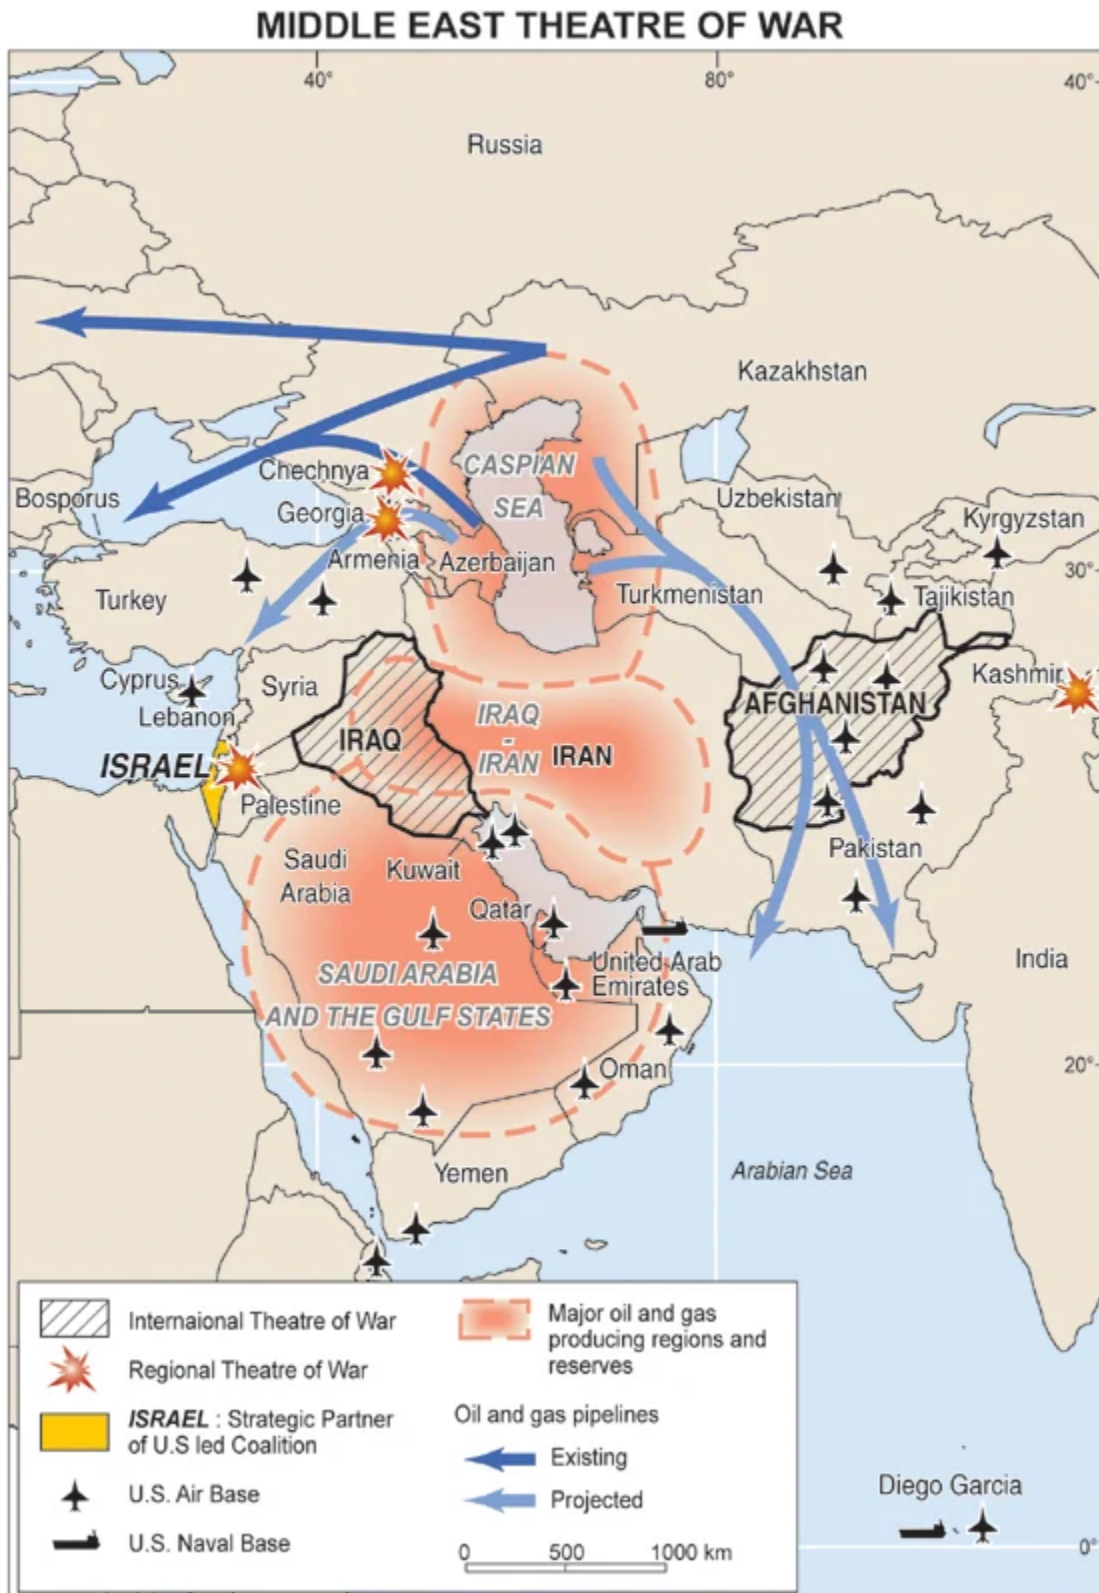 MIDDLE EAST THEATRE OF WAR
40°
80°
40°
Russia
Kazakhstan
CASPIAN
SEA
Chechnya
Bosporus
Georgia
Uzbekistan
Kyrgyzstan
Armenia
Azerbaijan
30°
Turkey
Turkmenistan
Tajikistan
Cyprus
Syria
Kashmir
Lebanon
IRAQ
-
IRAN
AFGHANISTAN
IRAQ
IRAN
ISRAEL
Palestine
Saudi
Arabia
Kuwait
Pakistan
Qatar
United Arab
Emirates
India
SAUDI ARABIA
AND THE GULF STATES
Oman
20°
Yemen
Arabian Sea
Internaional Theatre of War
Regional Theatre of War
ISRAEL : Strategic Partner
of U.S led Coalition
U.S. Air Base
U.S. Naval Base
Major oil and gas
producing regions and
reserves
Oil and gas pipelines
Existing
Projected
0 500 1000 km
Diego Garcia
0°